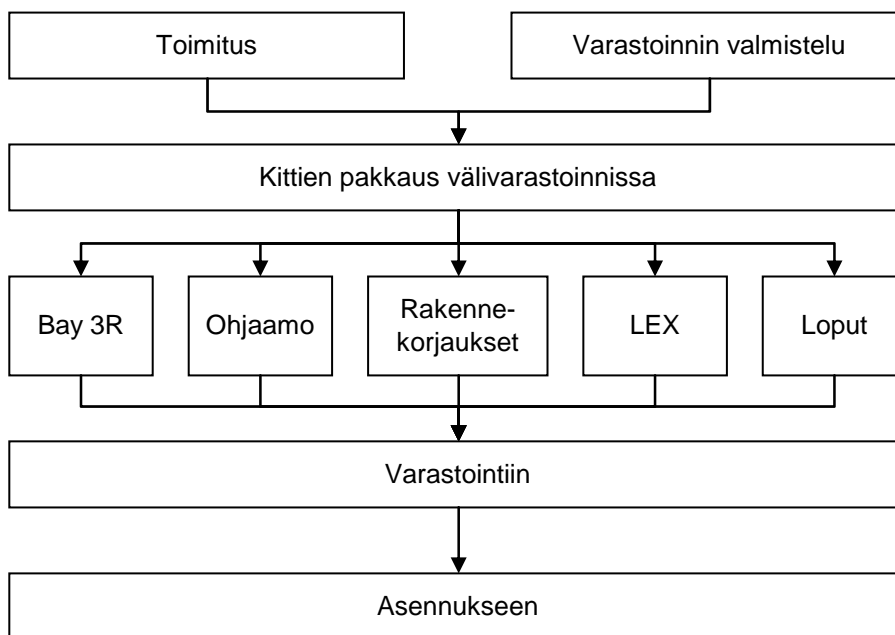 Toimitus
Varastoinnin valmistelu
Kittien pakkaus välivarastoinnissa
Bay 3R
Ohjaamo
Rakenne-
korjaukset
LEX
Loput
Varastointiin
Asennukseen